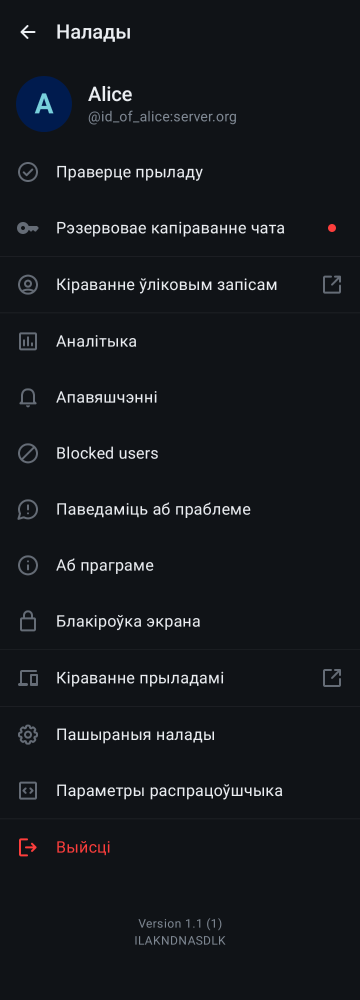 Налады
A
Alice
@id_of_alice:server.org
Праверце прыладу
Рэзервовае капіраванне чата
Кіраванне ўліковым запісам
Аналітыка
Апавяшчэнні
Blocked users
Паведаміць аб праблеме
Аб праграме
Блакіроўка экрана
Кіраванне прыладамі
Пашыраныя налады
Параметры распрацоўшчыка
Выйсці
Version 1.1 (1)
ILAKNDNASDLK